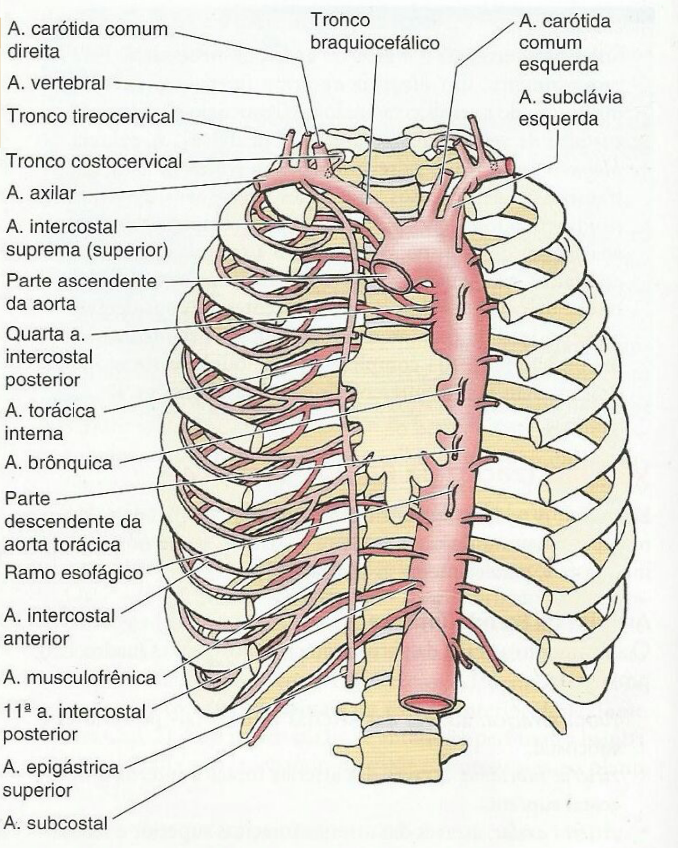 A. carótida comum
direita
A. vertebral
Tronco tireocervical
Tronco costocervical
A. axilar
A. intercostal
suprema (superior)
Parte ascendente
da aorta
Quarta a.
intercostal
posterior
A. torácica
interna
A. brônquica
Parte
descendente da
aorta torácica
Ramo esofágico
A. intercostal
anterior
A. musculofrênica
11ª a. intercostal
posterior
A. epigástrica
superior
A. subcostal
Tronco
braquiocefálico
A. carótida
comum
esquerda
A. subclávia
esquerda